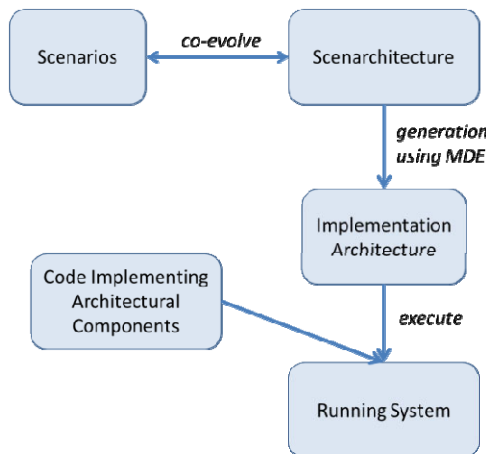 Scenarios
co-evolve
Scenarchitecture
generation
using MDE
Implementation
Architecture
Code Implementing
Architectural
Components
execute
Running System